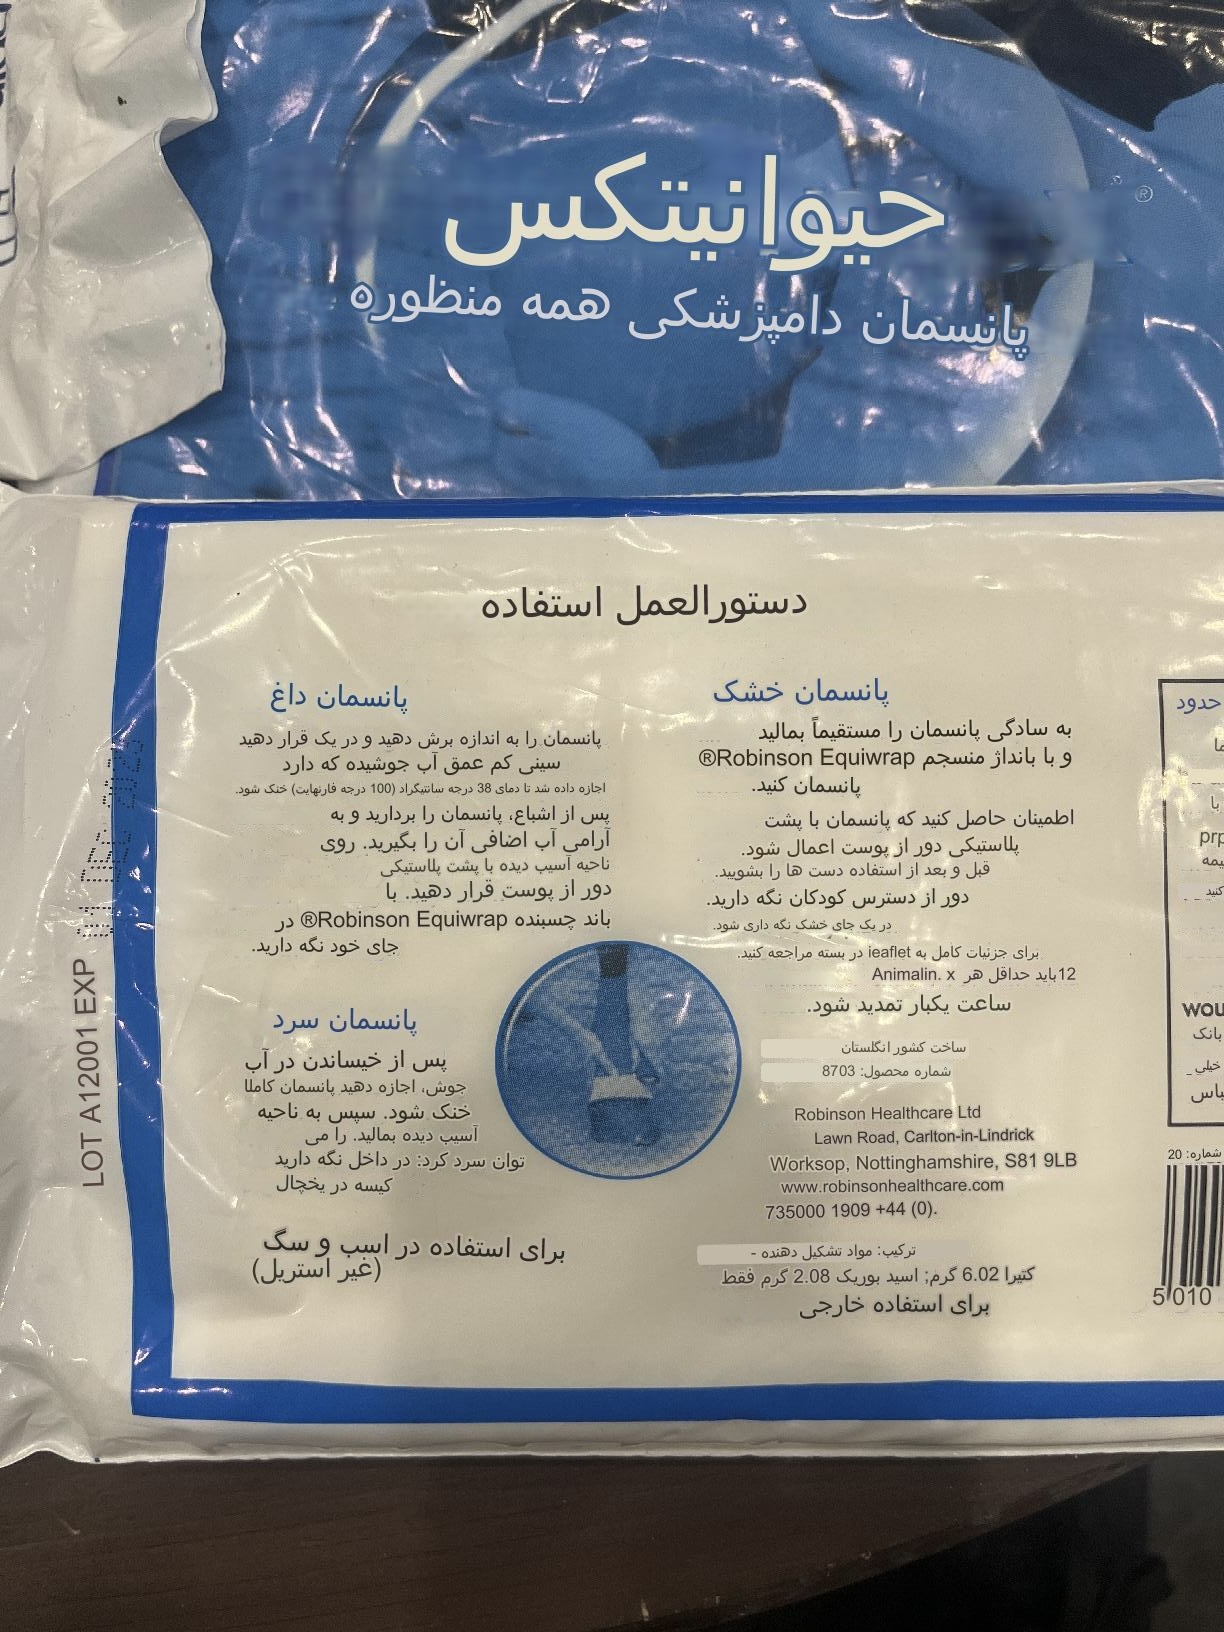 حیوانیتکس
®
پانسمان دامپزشکی همه منظوره
دستورالعمل استفاده
پانسمان خشک
به سادگی پانسمان را مستقیماً بمالید
و با بانداژ منسجم Robinson Equiwrap®
پانسمان کنید.
اطمینان حاصل کنید که پانسمان با پشت
پلاستیکی دور از پوست اعمال شود.
قبل و بعد از استفاده دست ها را بشویید.
دور از دسترس کودکان نگه دارید.
در یک جای خشک نگه داری شود.
برای جزئیات کامل به ieaflet در بسته مراجعه کنید.
12باید حداقل هر Animalin. x
ساعت یکبار تمدید شود.
ساخت کشور انگلستان
شماره محصول: 8703
Robinson Healthcare Ltd
Lawn Road, Carlton-in-Lindrick
Worksop, Nottinghamshire, S81 9LB
www.robinsonhealthcare.com
735000 1909 +44 (0).
ترکیب: مواد تشکیل دهنده -
کتیرا 6.02 گرم; اسید بوریک 2.08 گرم فقط
برای استفاده خارجی
پانسمان داغ
پانسمان را به اندازه برش دهید و در یک قرار دهید
سینی کم عمق آب جوشیده که دارد
اجازه داده شد تا دمای 38 درجه سانتیگراد (100 درجه فارنهایت) خنک شود.
پس از اشباع، پانسمان را بردارید و به
آرامی آب اضافی آن را بگیرید. روی
ناحیه آسیب دیده با پشت پلاستیکی
دور از پوست قرار دهید. با
باند چسبنده Robinson Equiwrap® در
جای خود نگه دارید.
پانسمان سرد
پس از خیساندن در آب
جوش، اجازه دهید پانسمان کاملا
خنک شود. سپس به ناحیه
آسیب دیده بمالید. را می
توان سرد کرد: در داخل نگه دارید
کیسه در یخچال
برای استفاده در اسب و سگ
(غیر استریل)
LOT A12001 EXP
حدود
با
خیلی
باس
بانک
شماره: 20
5 010